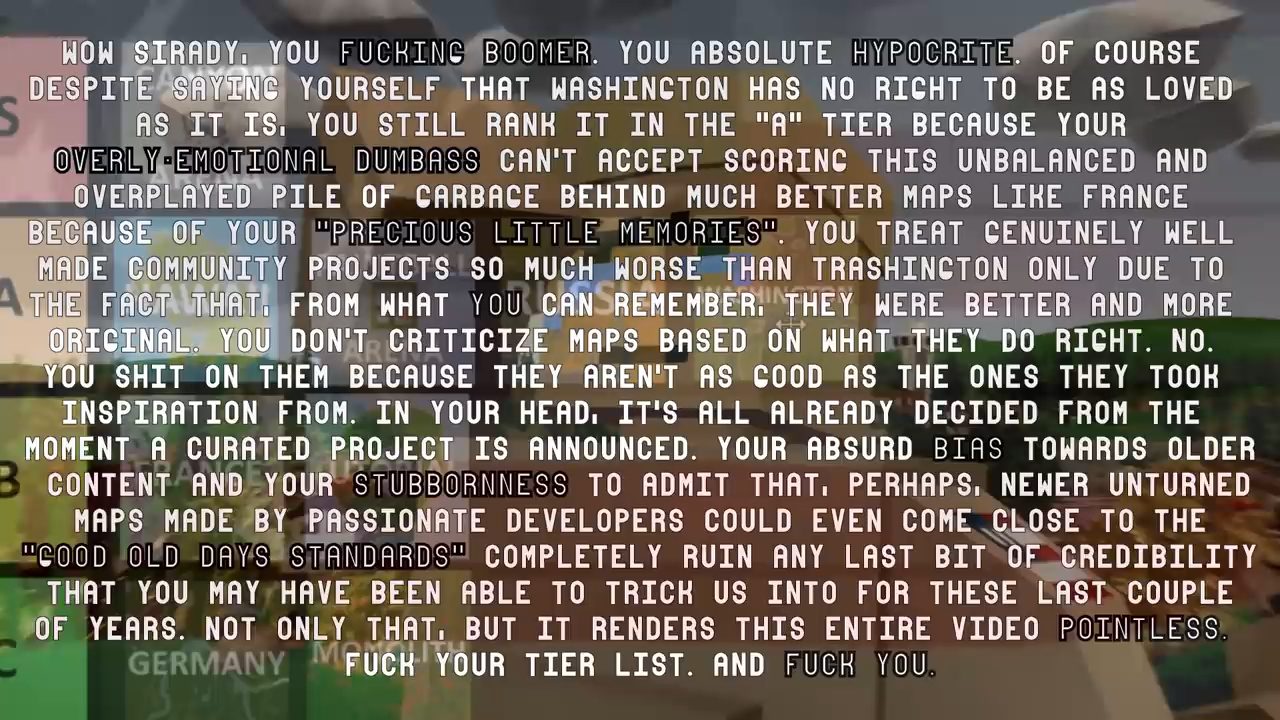 WOW SIRADY, YOU FUCKING BOOMER. YOU ABSOLUTE HYPOCRITE. OF COURSE
DESPITE SAYING YOURSELF THAT WASHINGTON HAS NO RIGHT TO BE AS LOVED
AS IT IS, YOU STILL RANK IT IN THE "A" TIER BECAUSE YOUR
OVERLY-EMOTIONAL DUMBASS CAN'T ACCEPT SCORING THIS UNBALANCED AND
OVERPLAYED PILE OF GARBAGE BEHIND MUCH BETTER MAPS LIKE FRANCE
BECAUSE OF YOUR "PRECIOUS LITTLE MEMORIES". YOU TREAT GENUINELY WELL
MADE COMMUNITY PROJECTS SO MUCH WORSE THAN TRASHINGTON ONLY DUE TO
THE FACT THAT, FROM WHAT YOU CAN REMEMBER, THEY WERE BETTER AND MORE
ORIGINAL. YOU DON'T CRITICIZE MAPS BASED ON WHAT THEY DO RIGHT. NO.
YOU SHIT ON THEM BECAUSE THEY AREN'T AS GOOD AS THE ONES THEY TOOK
INSPIRATION FROM. IN YOUR HEAD, IT'S ALL ALREADY DECIDED FROM THE
MOMENT A CURATED PROJECT IS ANNOUNCED. YOUR ABSURD BIAS TOWARDS OLDER
CONTENT AND YOUR STUBBORNNESS TO ADMIT THAT, PERHAPS, NEWER UNTURNED
MAPS MADE BY PASSIONATE DEVELOPERS COULD EVEN COME CLOSE TO THE
"GOOD OLD DAYS STANDARDS" COMPLETELY RUIN ANY LAST BIT OF CREDIBILITY
THAT YOU MAY HAVE BEEN ABLE TO TRICK US INTO FOR THESE LAST COUPLE
OF YEARS. NOT ONLY THAT, BUT IT RENDERS THIS ENTIRE VIDEO POINTLESS.
FUCK YOUR TIER LIST. AND FUCK YOU.
S
A
HAWAII
RUSSIA
WASHINGTON
ARENA
B
FRANCE
C
GERMANY
MONOLITH